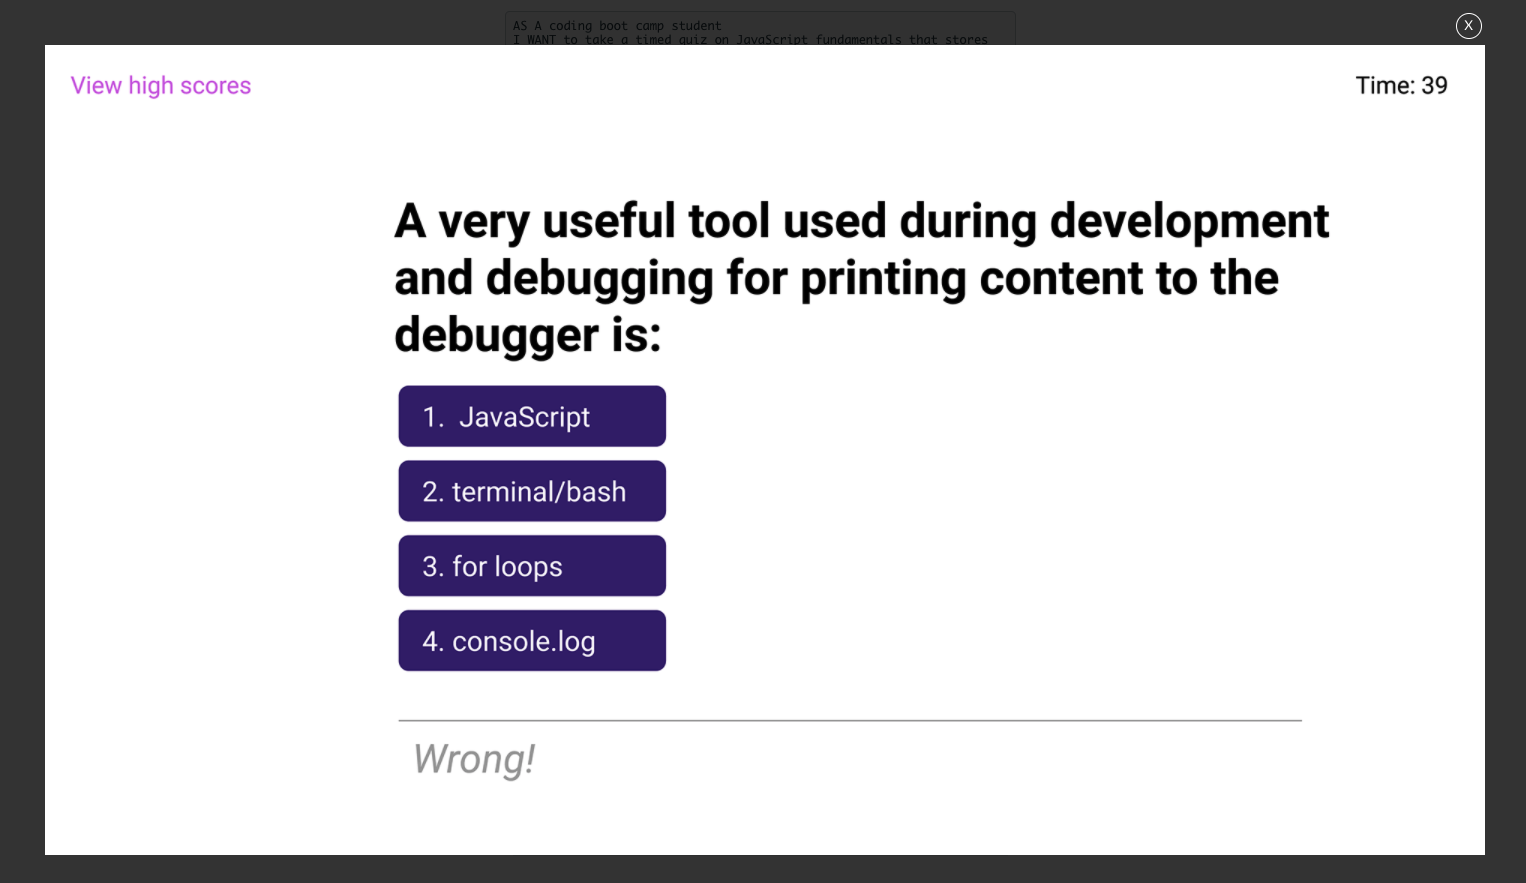 AS A coding boot camp student
I WANT to take a timed quiz on JavaScript fundamentals that stores
X
View high scores
Time: 39
A very useful tool used during development
and debugging for printing content to the
debugger is:
1. JavaScript
2. terminal/bash
3. for loops
4. console.log
Wrong!